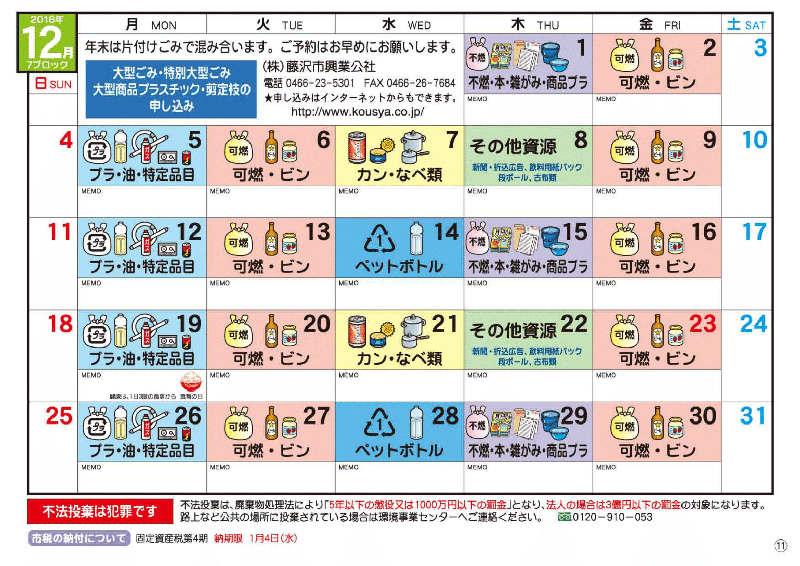 2016年
12月
7ブロック
日 SUN
月 MON
火 TUE
水 WED
木 THU
金 FRI
土 SAT
年末は片付けごみで混み合います。ご予約はお早めにお願いします。
大型ごみ・特別大型ごみ
大型商品プラスチック・剪定枝の
申し込み
(株)藤沢市興業公社
電話 0466-23-5301 FAX 0466-26-7684
★申し込みはインターネットからもできます。
http://www.kousya.co.jp/
1
不燃
不燃・本・雑がみ・商品プラ
MEMO
2
可燃
可燃・ビン
MEMO
3
4
5
プラ・油・特定品目
MEMO
6
可燃
可燃・ビン
MEMO
7
カン・なべ類
MEMO
8
その他資源
新聞・折込広告、飲料用紙パック
段ボール、古布類
MEMO
9
可燃
可燃・ビン
MEMO
10
11
12
プラ・油・特定品目
MEMO
13
可燃
可燃・ビン
MEMO
14
1
ペットボトル
MEMO
15
不燃
不燃・本・雑がみ・商品プラ
MEMO
16
可燃
可燃・ビン
MEMO
17
18
19
プラ・油・特定品目
MEMO
健康は、1日3度の食事から 食育の日
20
可燃
可燃・ビン
MEMO
21
カン・なべ類
MEMO
22
その他資源
新聞・折込広告、飲料用紙パック
段ボール、古布類
MEMO
23
可燃
可燃・ビン
MEMO
24
25
26
プラ・油・特定品目
MEMO
27
可燃
可燃・ビン
MEMO
28
1
ペットボトル
MEMO
29
不燃
不燃・本・雑がみ・商品プラ
MEMO
30
可燃
可燃・ビン
MEMO
31
不法投棄は犯罪です
不法投棄は、廃棄物処理法により「5年以下の懲役又は1000万円以下の罰金」となり、法人の場合は3億円以下の罰金の対象になります。
路上など公共の場所に投棄されている場合は環境事業センターへご連絡ください。 0120-910-053
市税の納付について 固定資産税第4期 納期限 1月4日(水)
⑪